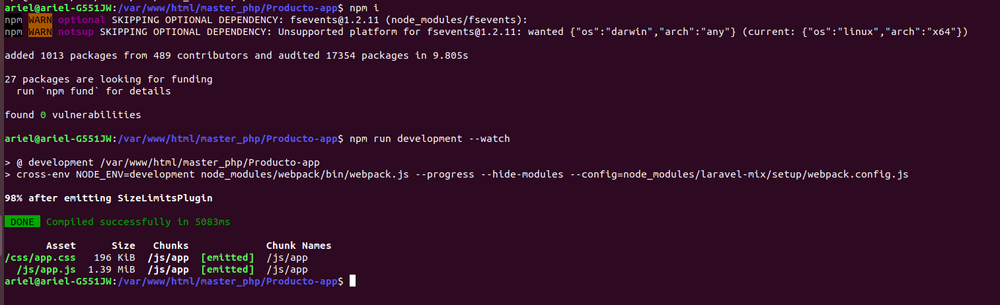 ariel@ariel-G551JW:/var/www/html/master_php/Producto-app$ npm i
npm WARN optional SKIPPING OPTIONAL DEPENDENCY: fsevents@1.2.11 (node_modules/fsevents):
npm WARN notsup SKIPPING OPTIONAL DEPENDENCY: Unsupported platform for fsevents@1.2.11: wanted {"os":"darwin","arch":"any"} (current: {"os":"linux","arch":"x64"})
added 1013 packages from 489 contributors and audited 17354 packages in 9.805s
27 packages are looking for funding
run `npm fund` for details
found 0 vulnerabilities
ariel@ariel-G551JW:/var/www/html/master_php/Producto-app$ npm run development --watch
> @ development /var/www/html/master_php/Producto-app
> cross-env NODE_ENV=development node_modules/webpack/bin/webpack.js --progress --hide-modules --config=node_modules/laravel-mix/setup/webpack.config.js
98% after emitting SizeLimitsPlugin
DONE Compiled successfully in 5083ms
Asset Size Chunks Chunk Names
/css/app.css 196 KiB /js/app [emitted] /js/app
/js/app.js 1.39 MiB /js/app [emitted] /js/app
ariel@ariel-G551JW:/var/www/html/master_php/Producto-app$